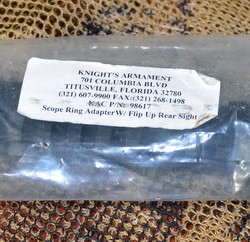 KNIGHT'S ARMAMENT
701 COLUMBIA BLVD
TITUSVILLE, FLORIDA 32780
(321) 607-9900 FAX:(321) 268-1498
KAC P/N: 98617
Scope Ring AdapterW/ Flip Up Rear Sight